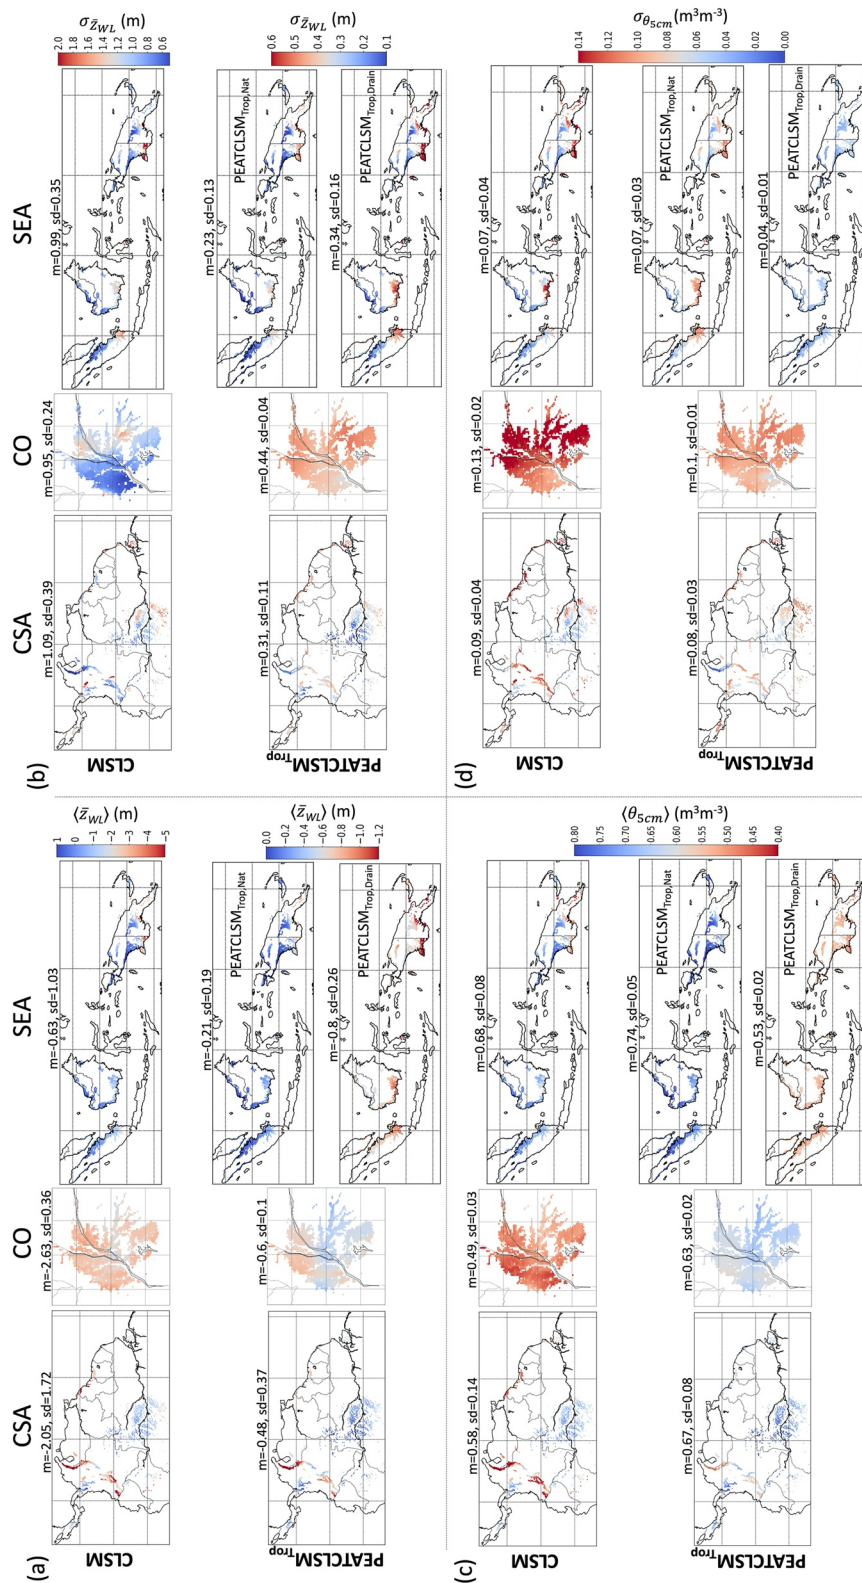 (a)
CSA
CO
SEA
⟨z̄WL⟩ (m)
m=-2.05, sd=1.72
m=-2.63, sd=0.36
m=-0.63, sd=1.03
CLSM
1
0
−1
−2
−3
−4
−5
⟨z̄WL⟩ (m)
m=-0.48, sd=0.37
m=-0.6, sd=0.1
m=-0.21, sd=0.19
PEATCLSMTrop,Nat
m=-0.8, sd=0.26
PEATCLSMTrop,Drain
PEATCLSMTrop
0.0
−0.2
−0.4
−0.6
−0.8
−1.0
−1.2
(b)
CSA
CO
SEA
σz̄WL (m)
m=1.09, sd=0.39
m=0.95, sd=0.24
m=0.99, sd=0.35
CLSM
2.0
1.8
1.6
1.4
1.2
1.0
0.8
0.6
σz̄WL (m)
m=0.31, sd=0.11
m=0.44, sd=0.04
m=0.23, sd=0.13
PEATCLSMTrop,Nat
m=0.34, sd=0.16
PEATCLSMTrop,Drain
PEATCLSMTrop
0.6
0.5
0.4
0.3
0.2
0.1
(c)
⟨θ5cm⟩ (m³m⁻³)
m=0.58, sd=0.14
m=0.49, sd=0.03
m=0.68, sd=0.08
CLSM
m=0.67, sd=0.08
m=0.63, sd=0.02
m=0.74, sd=0.05
PEATCLSMTrop,Nat
m=0.53, sd=0.02
PEATCLSMTrop,Drain
PEATCLSMTrop
0.80
0.75
0.70
0.65
0.60
0.55
0.50
0.45
0.40
(d)
σθ5cm (m³m⁻³)
m=0.09, sd=0.04
m=0.13, sd=0.02
m=0.07, sd=0.04
CLSM
m=0.08, sd=0.03
m=0.1, sd=0.01
m=0.07, sd=0.03
PEATCLSMTrop,Nat
m=0.04, sd=0.01
PEATCLSMTrop,Drain
PEATCLSMTrop
0.14
0.12
0.10
0.08
0.06
0.04
0.02
0.00